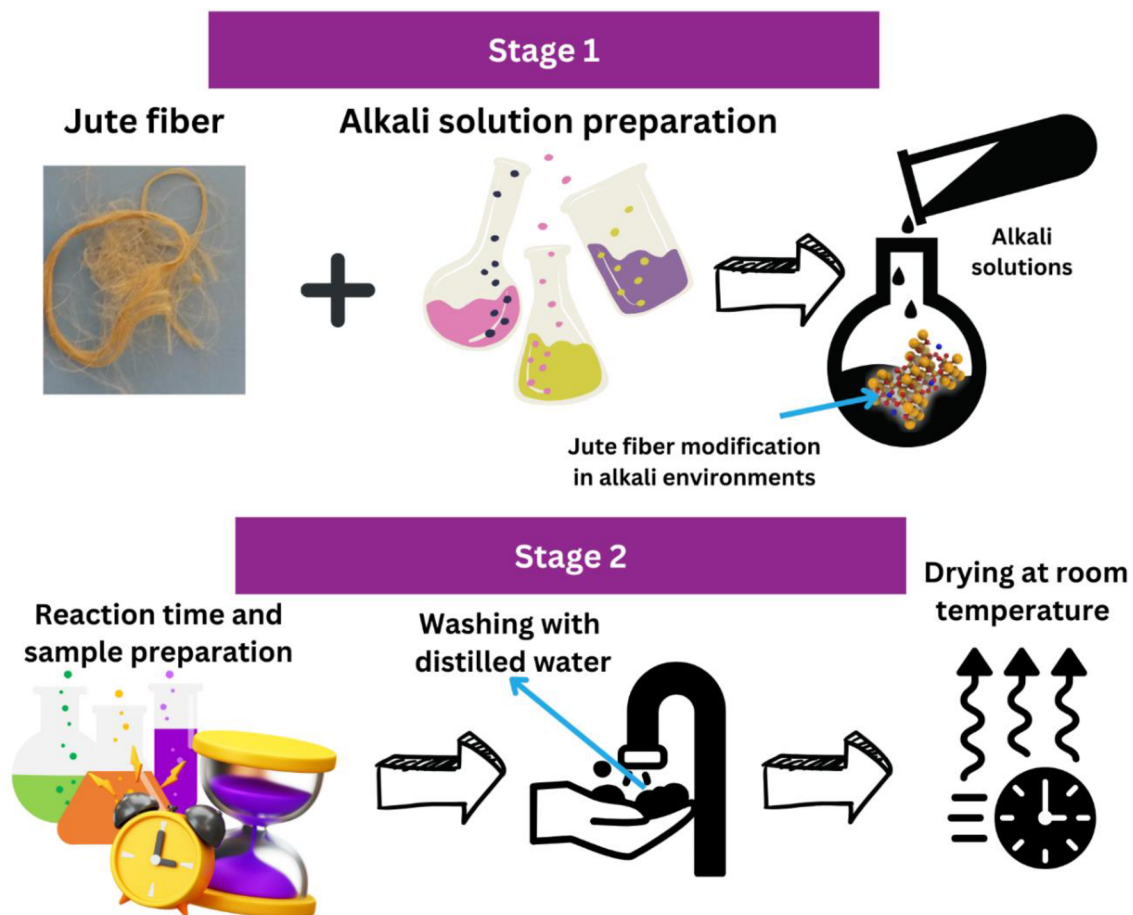 Stage 1
Jute fiber
Alkali solution preparation
Alkali
solutions
Jute fiber modification
in alkali environments
Stage 2
Reaction time and
sample preparation
Washing with
distilled water
Drying at room
temperature